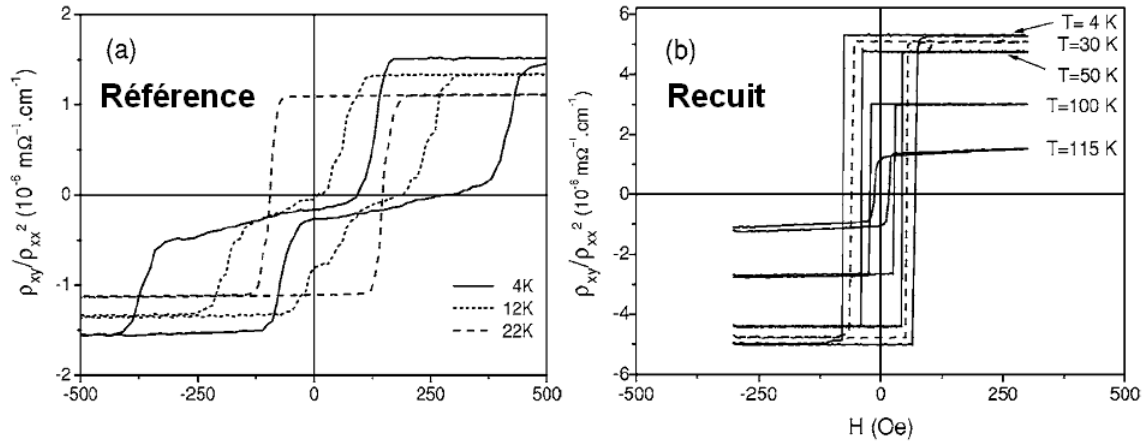 (a)
Référence
ρxy/ρxx² (10⁻⁶ mΩ⁻¹.cm⁻¹)
2
1
0
-1
-2
-500
-250
0
250
500
4K
12K
22K
(b)
Recuit
ρxy/ρxx² (10⁻⁶ mΩ⁻¹.cm⁻¹)
6
4
2
0
-2
-4
-6
-500
-250
0
250
500
H (Oe)
T= 4 K
T=30 K
T=50 K
T=100 K
T=115 K